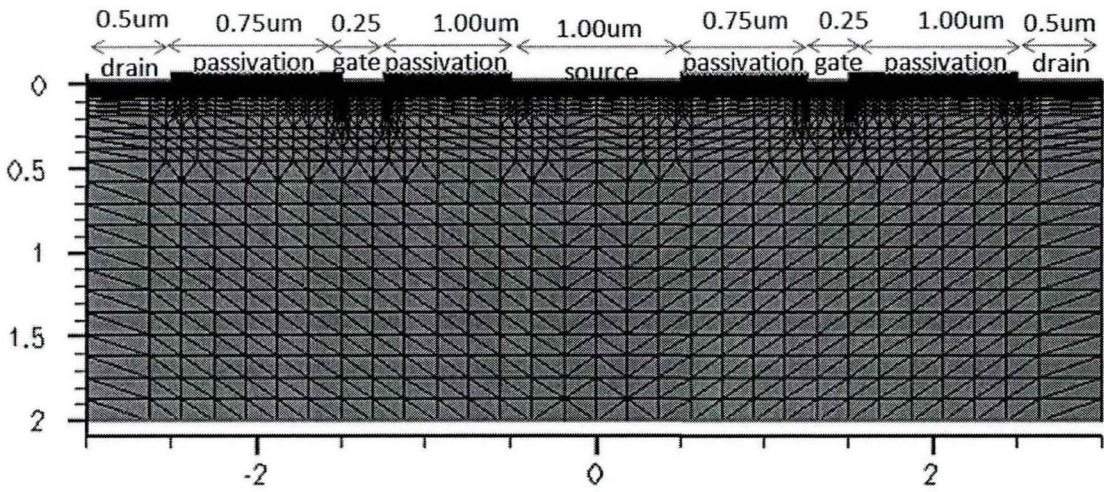 0.5um 0.75um 0.25 1.00um 1.00um 0.75um 0.25 1.00um 0.5um
drain passivation gate passivation source passivation gate passivation drain
0
0.5
1
1.5
2
-2 0 2